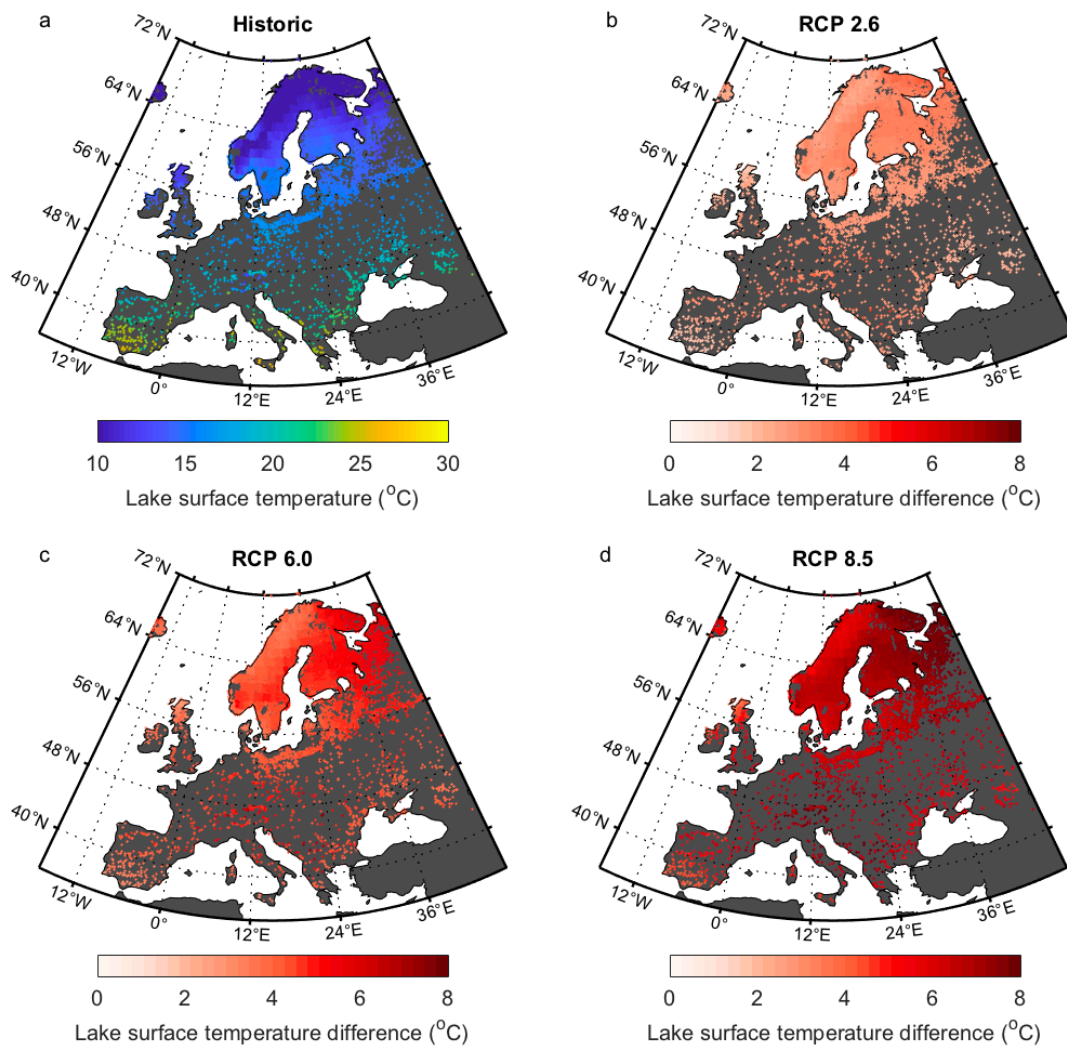 a
Historic
72°N
64°N
56°N
48°N
40°N
12°W
0°
12°E
24°E
36°E
10 15 20 25 30
Lake surface temperature (°C)
b
RCP 2.6
72°N
64°N
56°N
48°N
40°N
12°W
0°
12°E
24°E
36°E
0 2 4 6 8
Lake surface temperature difference (°C)
c
RCP 6.0
72°N
64°N
56°N
48°N
40°N
12°W
0°
12°E
24°E
36°E
0 2 4 6 8
Lake surface temperature difference (°C)
d
RCP 8.5
72°N
64°N
56°N
48°N
40°N
12°W
0°
12°E
24°E
36°E
0 2 4 6 8
Lake surface temperature difference (°C)